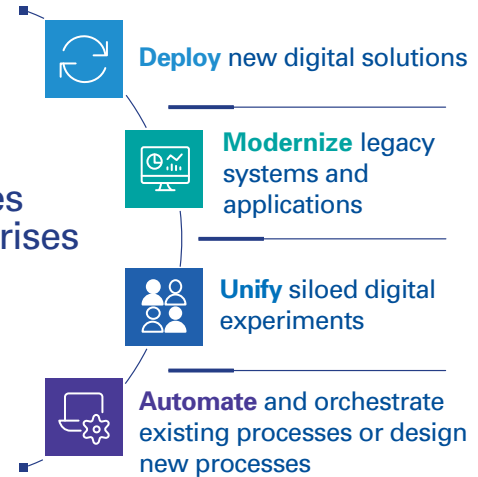 Deploy new digital solutions
Modernize legacy
systems and
applications
es
rises
Unify siloed digital
experiments
Automate and orchestrate
existing processes or design
new processes